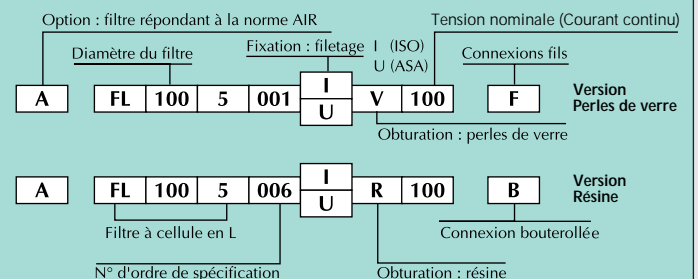 Option : filtre répondant à la norme AIR
Tension nominale (Courant continu)
Diamètre du filtre
Fixation : filetage
I (ISO)
U (ASA)
Connexions fils
A FL 100 5 001 I U V 100 F
Version
Perles de verre
Obturation : perles de verre
A FL 100 5 006 I U R 100 B
Version
Résine
Filtre à cellule en L
Connexion bouterollée
N° d'ordre de spécification
Obturation : résine